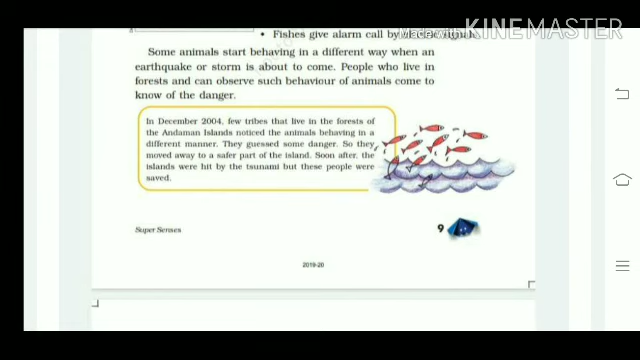 • Fishes give alarm call by electric signals.
Made with KINEMASTER
Some animals start behaving in a different way when an
earthquake or storm is about to come. People who live in
forests and can observe such behaviour of animals come to
know of the danger.
In December 2004, few tribes that live in the forests of
the Andaman Islands noticed the animals behaving in a
different manner. They guessed some danger. So they
moved away to a safer part of the island. Soon after, the
islands were hit by the tsunami but these people were
saved.
Super Senses
9
2019-20